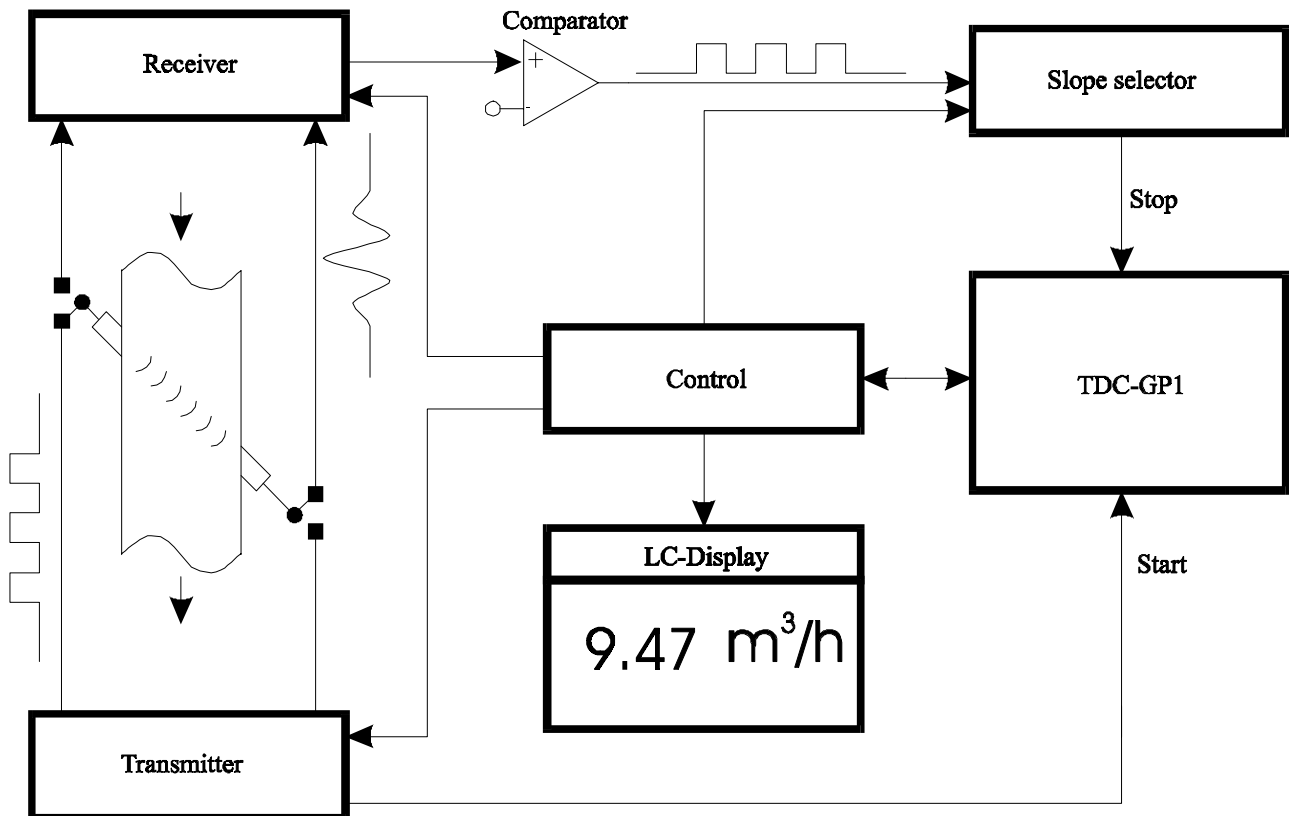 Comparator
Receiver
+
-
Slope selector
Stop
Control
TDC-GP1
LC-Display
Start
9.47 m³/h
Transmitter